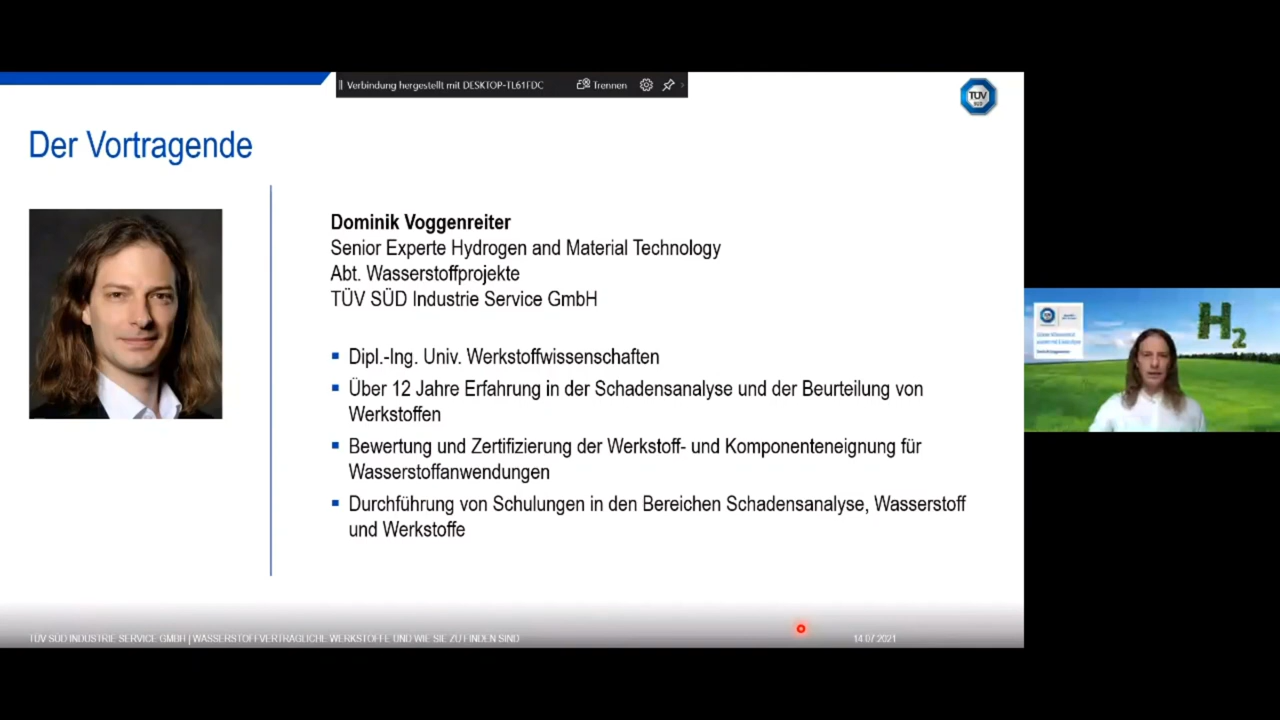 Verbindung hergestellt mit DESKTOP-TL61FDC
Trennen
TÜV
SÜD
Der Vortragende
Dominik Voggenreiter
Senior Experte Hydrogen and Material Technology
Abt. Wasserstoffprojekte
TÜV SÜD Industrie Service GmbH
Dipl.-Ing. Univ. Werkstoffwissenschaften
Über 12 Jahre Erfahrung in der Schadensanalyse und der Beurteilung von
Werkstoffen
Bewertung und Zertifizierung der Werkstoff- und Komponenteneignung für
Wasserstoffanwendungen
Durchführung von Schulungen in den Bereichen Schadensanalyse, Wasserstoff
und Werkstoffe
H2
TÜV SÜD INDUSTRIE SERVICE GMBH | WASSERSTOFFVERTRÄGLICHE WERKSTOFFE UND WIE SIE ZU FINDEN SIND
14.07.2021